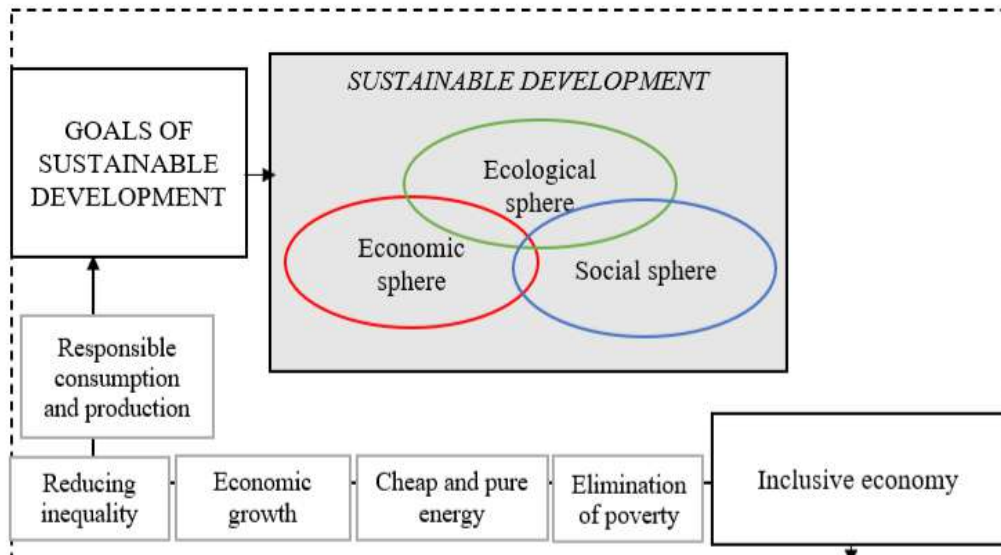 SUSTAINABLE DEVELOPMENT
GOALS OF
SUSTAINABLE
DEVELOPMENT
Ecological
sphere
Economic
sphere
Social sphere
Responsible
consumption
and production
Reducing
inequality
Economic
growth
Cheap and pure
energy
Elimination
of poverty
Inclusive economy